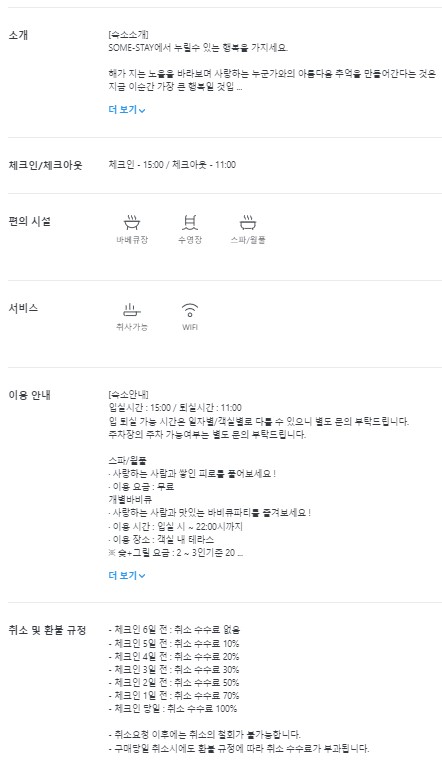 소개
[숙소소개]
SOME-STAY에서 누릴수 있는 행복을 가지세요.
해가 지는 노을을 바라보며 사랑하는 누군가와의 아름다움 추억을 만들어간다는 것은
지금 이순간 가장 큰 행복일 것입 ...
더 보기
체크인/체크아웃
체크인 - 15:00 / 체크아웃 - 11:00
편의 시설
바베큐장 수영장 스파/월풀
서비스
취사가능 WIFI
이용 안내
[숙소안내]
입실시간 : 15:00 / 퇴실시간 : 11:00
입 퇴실 가능 시간은 일자별/객실별로 다를 수 있으니 별도 문의 부탁드립니다.
주차장의 주차 가능여부는 별도 문의 부탁드립니다.
스파/월풀
· 사랑하는 사람과 쌓인 피로를 풀어보세요 !
· 이용 요금 : 무료
개별바비큐
· 사랑하는 사람과 맛있는 바비큐파티를 즐겨보세요 !
· 이용 시간 : 입실 시 ~ 22:00시까지
· 이용 장소 : 객실 내 테라스
※ 숯+그릴 요금 : 2 ~ 3인기준 20 ...
더 보기
취소 및 환불 규정
- 체크인 6일 전 : 취소 수수료 없음
- 체크인 5일 전 : 취소 수수료 10%
- 체크인 4일 전 : 취소 수수료 20%
- 체크인 3일 전 : 취소 수수료 30%
- 체크인 2일 전 : 취소 수수료 50%
- 체크인 1일 전 : 취소 수수료 70%
- 체크인 당일 : 취소 수수료 100%
- 취소요청 이후에는 취소의 철회가 불가능합니다.
- 구매당일 취소시에도 환불 규정에 따라 취소 수수료가 부과됩니다.